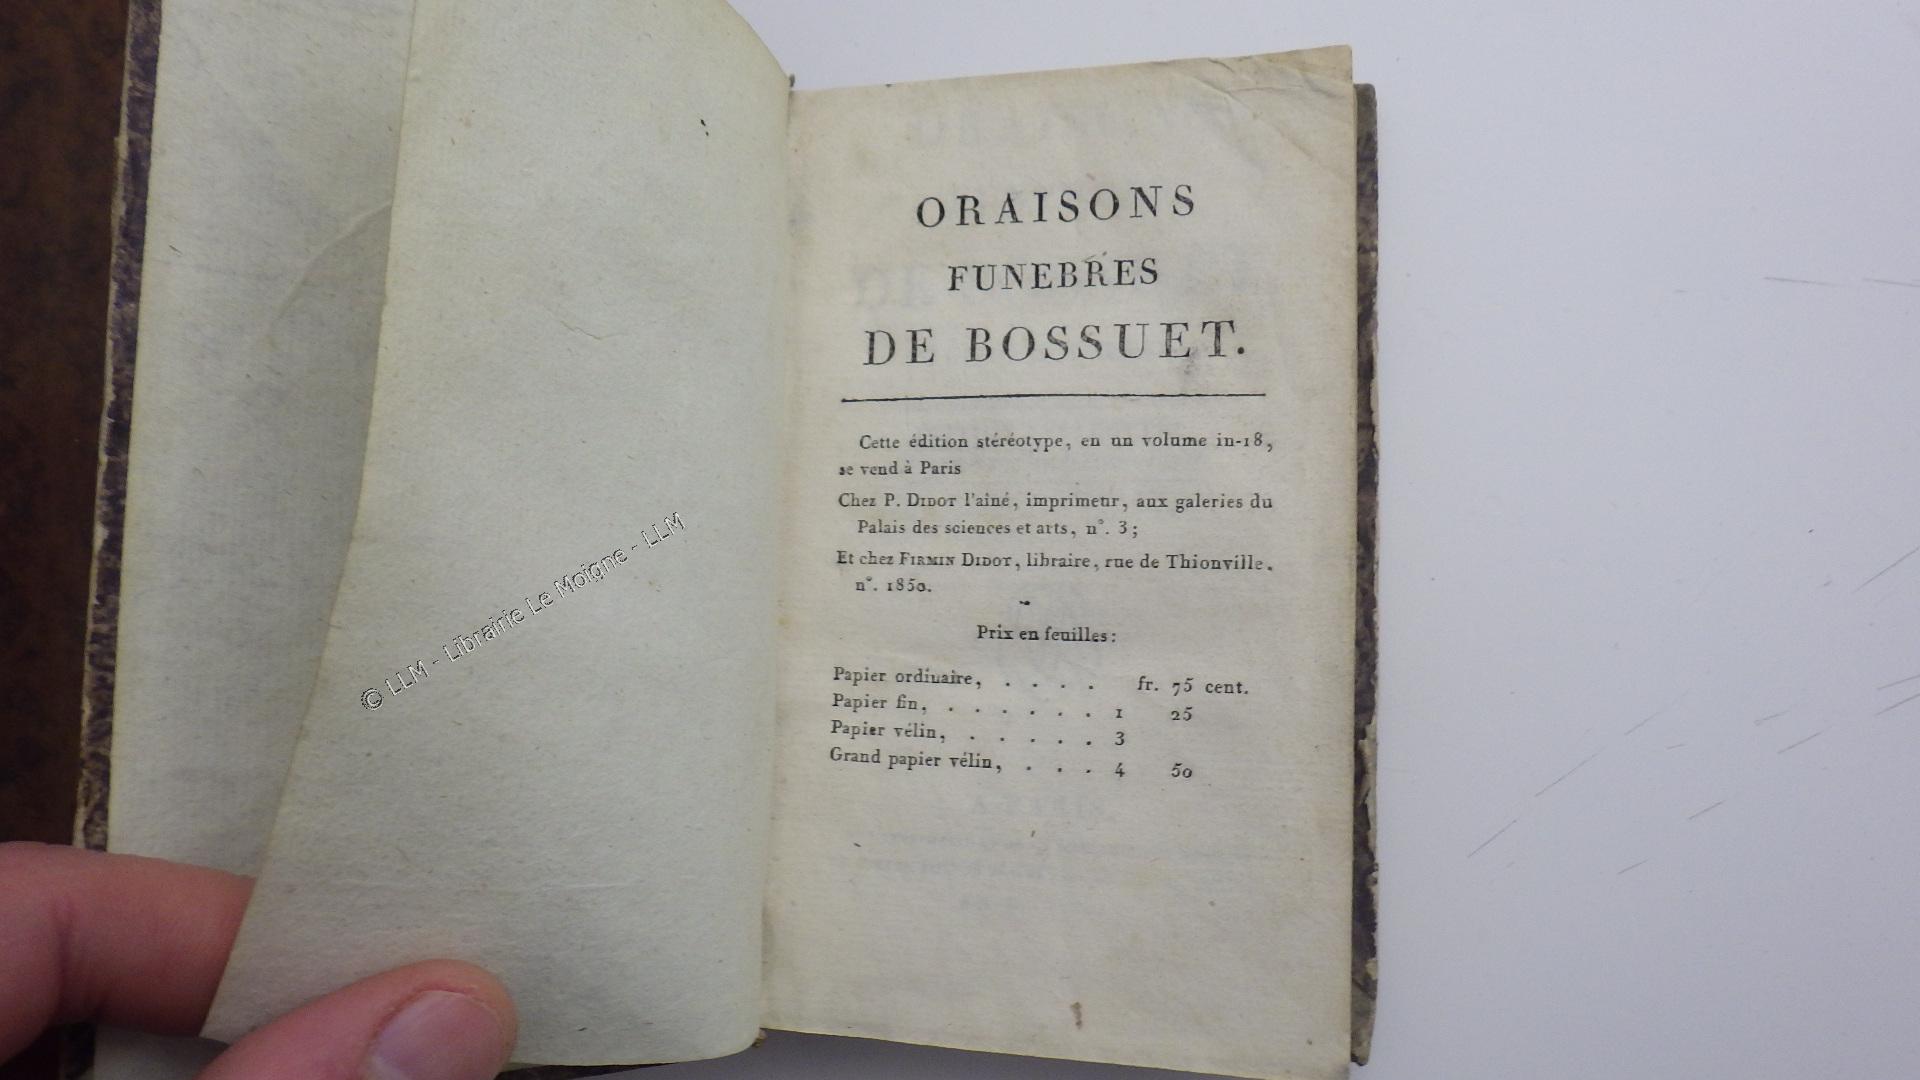 ORAISONS
FUNEBRES
DE BOSSUET.
Cette édition stéréotype, en un volume in-18,
se vend à Paris
Chez P. DIDOT l'aîné, imprimeur, aux galeries du
Palais des sciences et arts, n°. 3;
Et chez FIRMIN DIDOT, libraire, rue de Thionville,
n°. 1850.
Prix en feuilles:
Papier ordinaire, . . . . fr. 75 cent.
Papier fin, . . . . . . 1 25
Papier vélin, . . . . . 3
Grand papier vélin, . . . 4 50
© LLM - Librairie Le Moigne - LLM